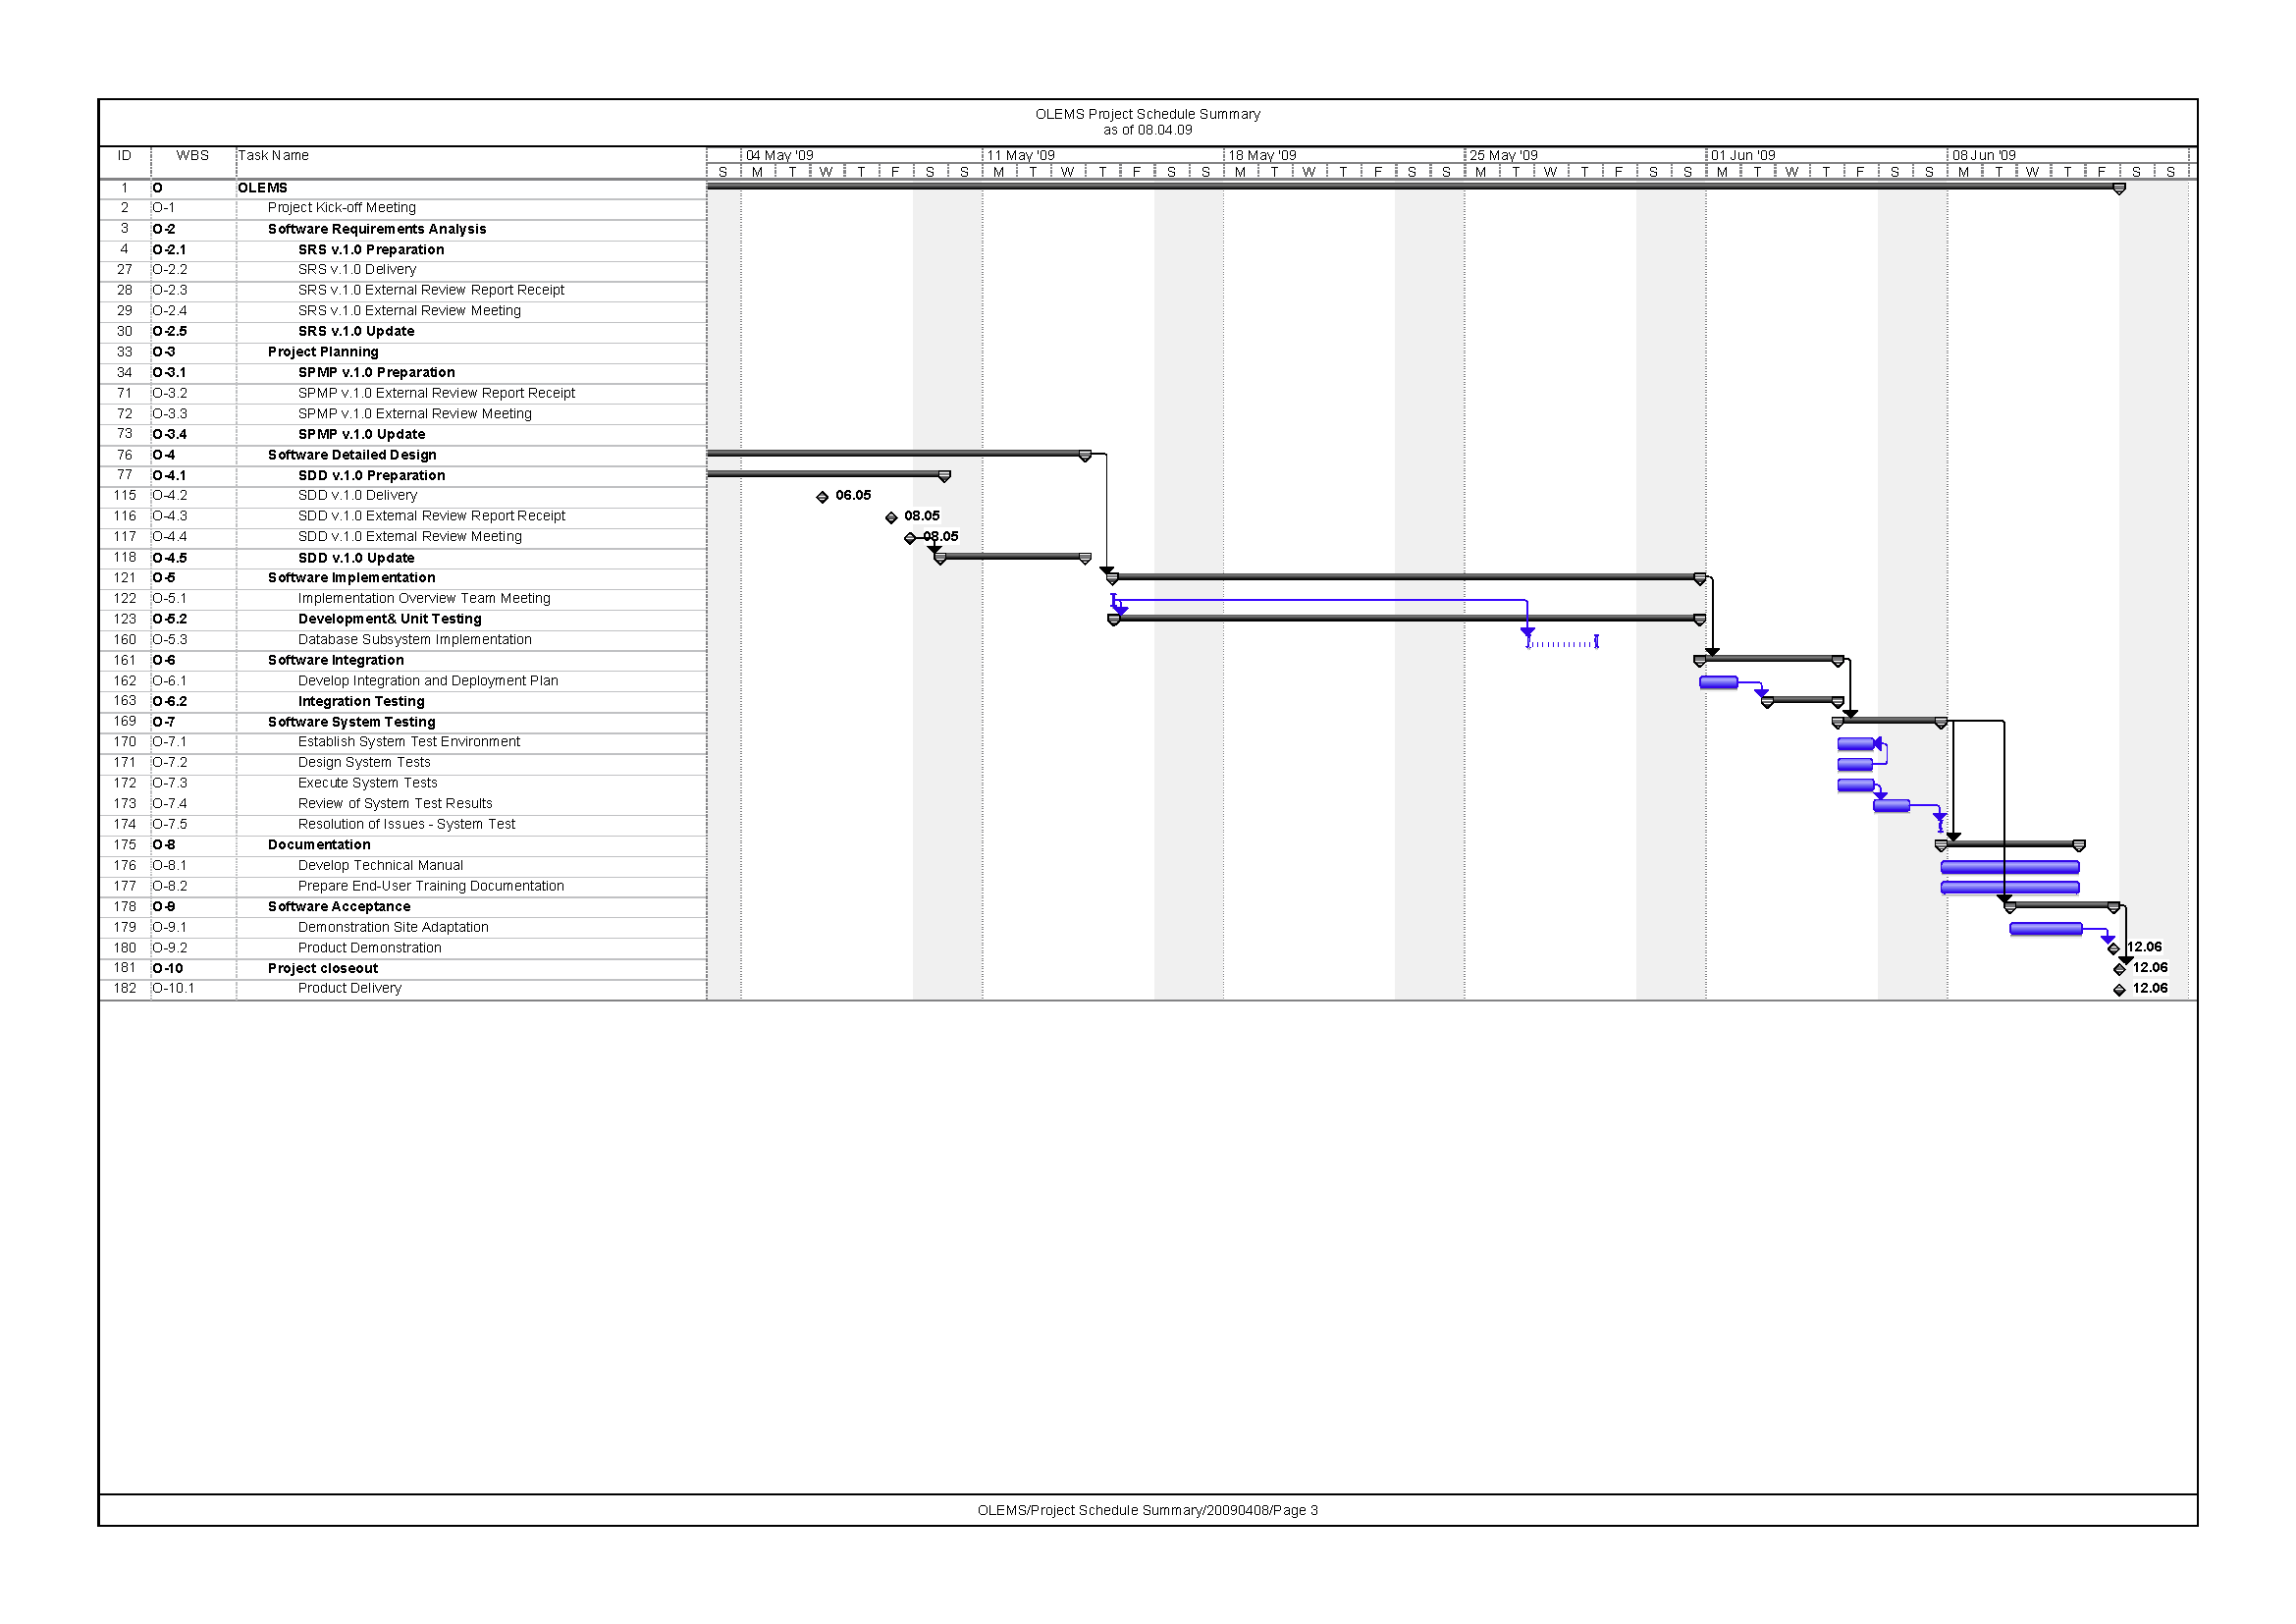 OLEMS Project Schedule Summary
as of 08.04.09
ID WBS Task Name 04 May '09 11 May '09 18 May '09 25 May '09 01 Jun '09 08 Jun '09
S M T W T F S S M T W T F S S M T W T F S S M T W T F S S M T W T F S S M T W T F S S
1 O OLEMS
2 O-1 Project Kick-off Meeting
3 O-2 Software Requirements Analysis
4 O-2.1 SRS v.1.0 Preparation
27 O-2.2 SRS v.1.0 Delivery
28 O-2.3 SRS v.1.0 External Review Report Receipt
29 O-2.4 SRS v.1.0 External Review Meeting
30 O-2.5 SRS v.1.0 Update
33 O-3 Project Planning
34 O-3.1 SPMP v.1.0 Preparation
71 O-3.2 SPMP v.1.0 External Review Report Receipt
72 O-3.3 SPMP v.1.0 External Review Meeting
73 O-3.4 SPMP v.1.0 Update
76 O-4 Software Detailed Design
77 O-4.1 SDD v.1.0 Preparation
115 O-4.2 SDD v.1.0 Delivery 06.05
116 O-4.3 SDD v.1.0 External Review Report Receipt 08.05
117 O-4.4 SDD v.1.0 External Review Meeting 08.05
118 O-4.5 SDD v.1.0 Update
121 O-5 Software Implementation
122 O-5.1 Implementation Overview Team Meeting
123 O-5.2 Development& Unit Testing
160 O-5.3 Database Subsystem Implementation
161 O-6 Software Integration
162 O-6.1 Develop Integration and Deployment Plan
163 O-6.2 Integration Testing
169 O-7 Software System Testing
170 O-7.1 Establish System Test Environment
171 O-7.2 Design System Tests
172 O-7.3 Execute System Tests
173 O-7.4 Review of System Test Results
174 O-7.5 Resolution of Issues - System Test
175 O-8 Documentation
176 O-8.1 Develop Technical Manual
177 O-8.2 Prepare End-User Training Documentation
178 O-9 Software Acceptance
179 O-9.1 Demonstration Site Adaptation
180 O-9.2 Product Demonstration 12.06
181 O-10 Project closeout 12.06
182 O-10.1 Product Delivery 12.06
OLEMS/Project Schedule Summary/20090408/Page 3